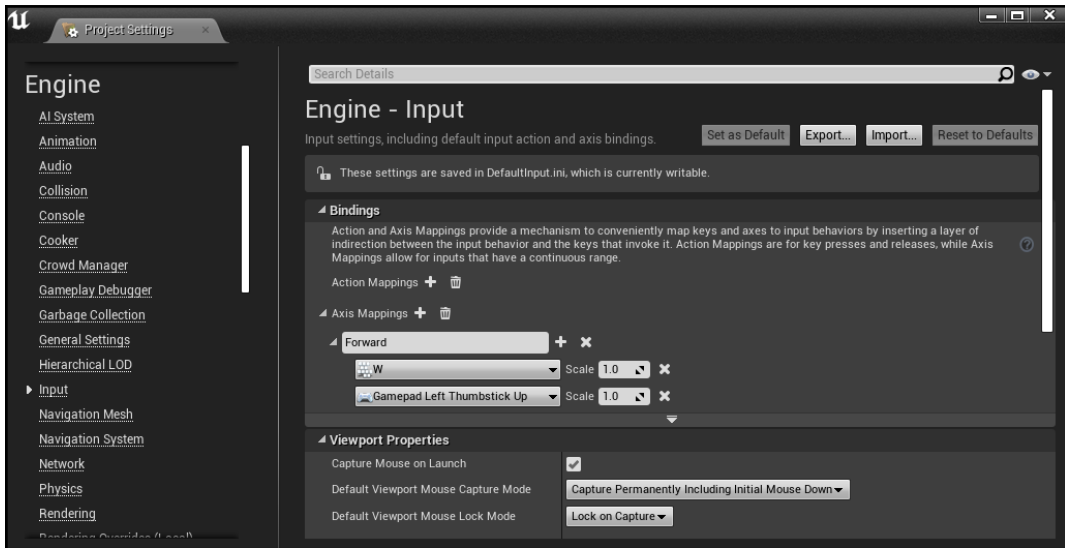 Project Settings
Engine
AI System
Animation
Audio
Collision
Console
Cooker
Crowd Manager
Gameplay Debugger
Garbage Collection
General Settings
Hierarchical LOD
Input
Navigation Mesh
Navigation System
Network
Physics
Rendering
Rendering Overrides (Local)
Search Details
Engine - Input
Input settings, including default input action and axis bindings.
Set as Default
Export...
Import...
Reset to Defaults
These settings are saved in DefaultInput.ini, which is currently writable.
Bindings
Action and Axis Mappings provide a mechanism to conveniently map keys and axes to input behaviors by inserting a layer of
indirection between the input behavior and the keys that invoke it. Action Mappings are for key presses and releases, while Axis
Mappings allow for inputs that have a continuous range.
Action Mappings
Axis Mappings
Forward
W Scale 1.0
Gamepad Left Thumbstick Up Scale 1.0
Viewport Properties
Capture Mouse on Launch
Default Viewport Mouse Capture Mode Capture Permanently Including Initial Mouse Down
Default Viewport Mouse Lock Mode Lock on Capture